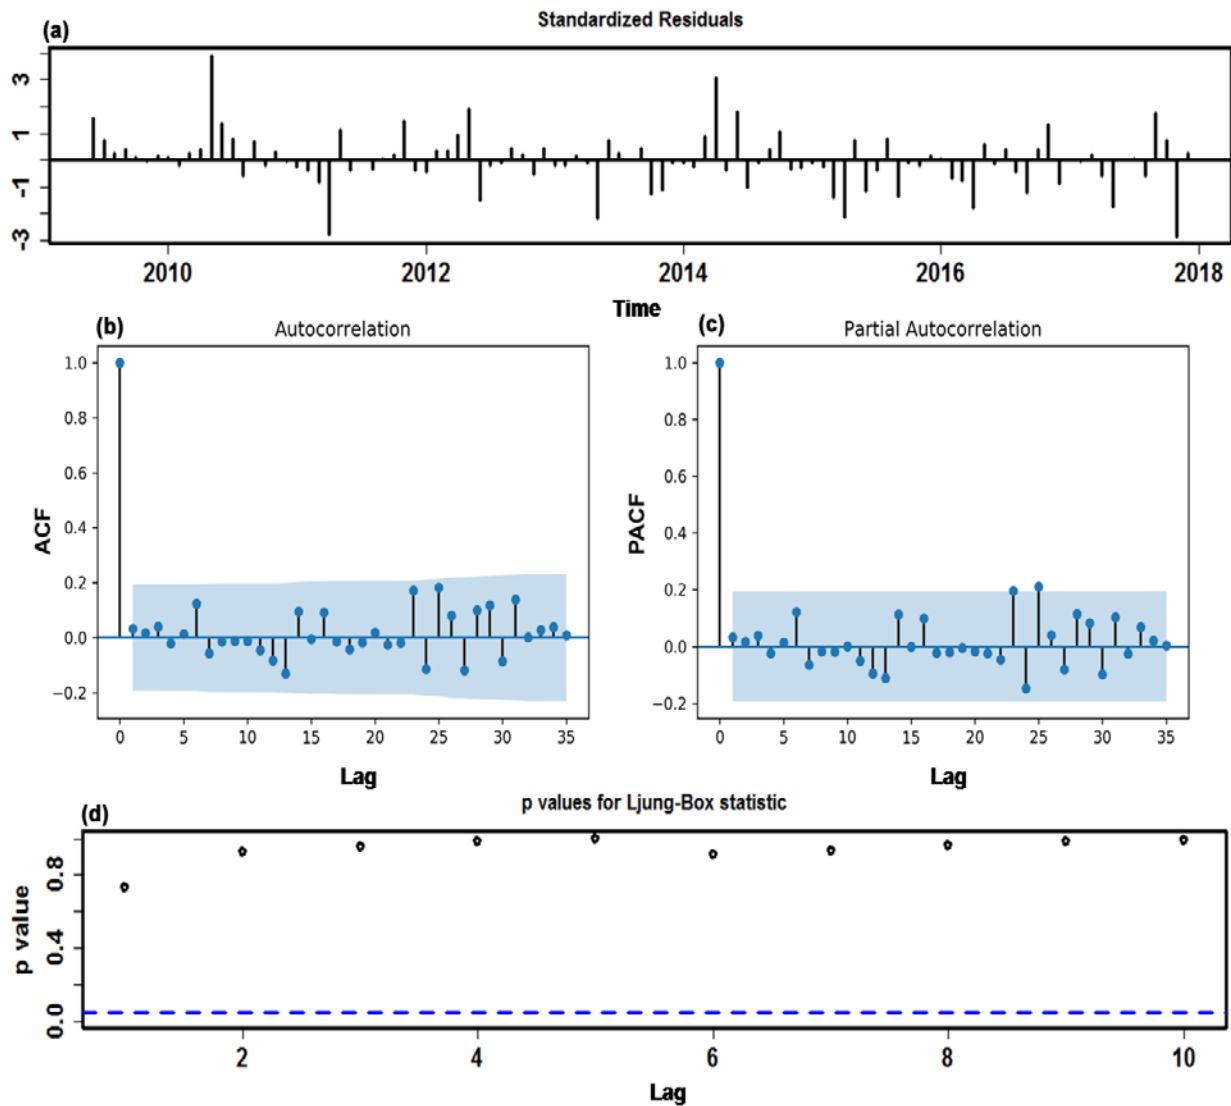 Standardized Residuals
(a)
3
1
-1
-3
2010 2012 2014 2016 2018
Time
(b) (c)
Autocorrelation Partial Autocorrelation
1.0 1.0
0.8 0.8
0.6 0.6
0.4 0.4
0.2 0.2
0.0 0.0
−0.2 −0.2
ACF PACF
0 5 10 15 20 25 30 35 0 5 10 15 20 25 30 35
Lag Lag
p values for Ljung-Box statistic
(d)
p value
0.8
0.4
0.0
2 4 6 8 10
Lag